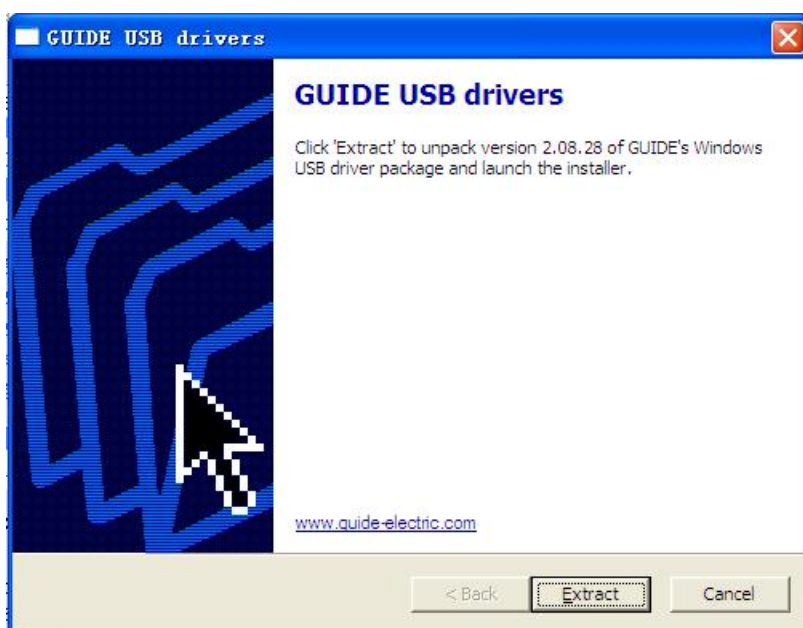 GUIDE USB drivers
GUIDE USB drivers
Click 'Extract' to unpack version 2.08.28 of GUIDE's Windows
USB driver package and launch the installer.
www.guide-electric.com
< Back
Extract
Cancel